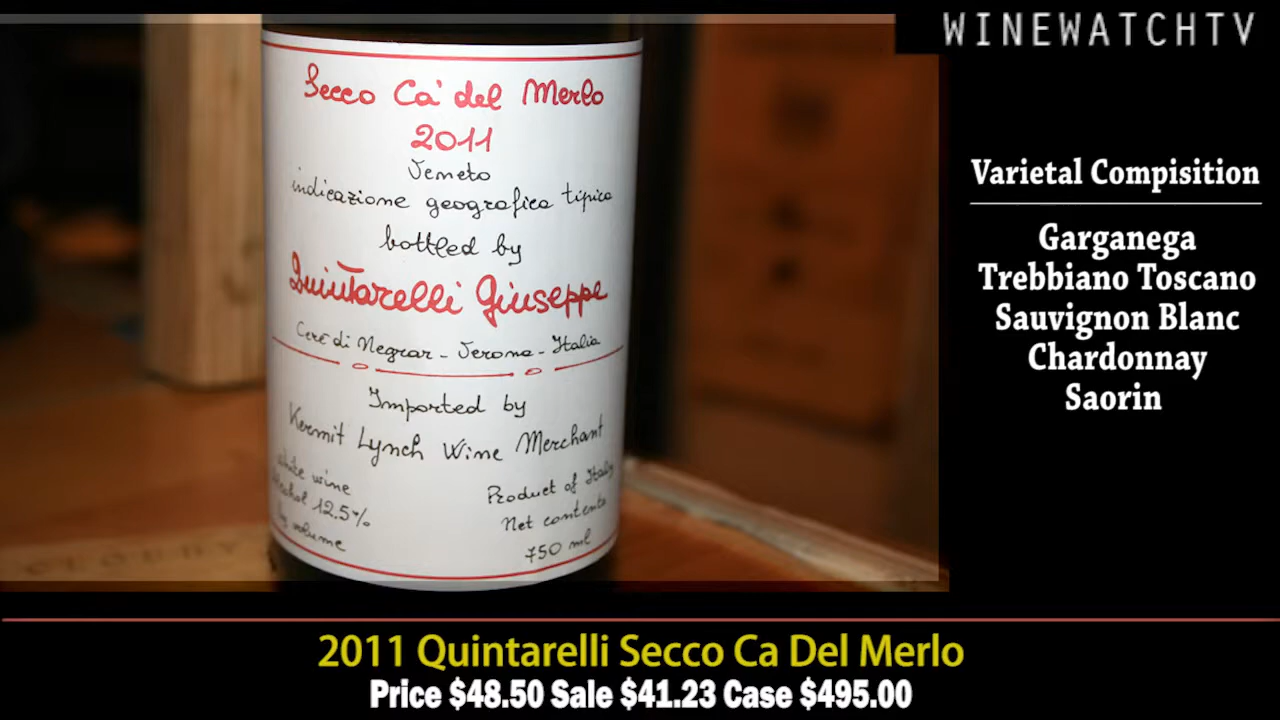 WINEWATCHTV
Secco Ca' del Merlo
2011
Veneto
indicazione geografica tipica
bottled by
Quintarelli Giuseppe
Cerè di Negrar - Verona - Italia
Imported by
Kermit Lynch Wine Merchant
white wine
alcohol 12.5%
by volume
Product of Italy
Net contents
750 ml
Varietal Compisition
Garganega
Trebbiano Toscano
Sauvignon Blanc
Chardonnay
Saorin
2011 Quintarelli Secco Ca Del Merlo
Price $48.50 Sale $41.23 Case $495.00